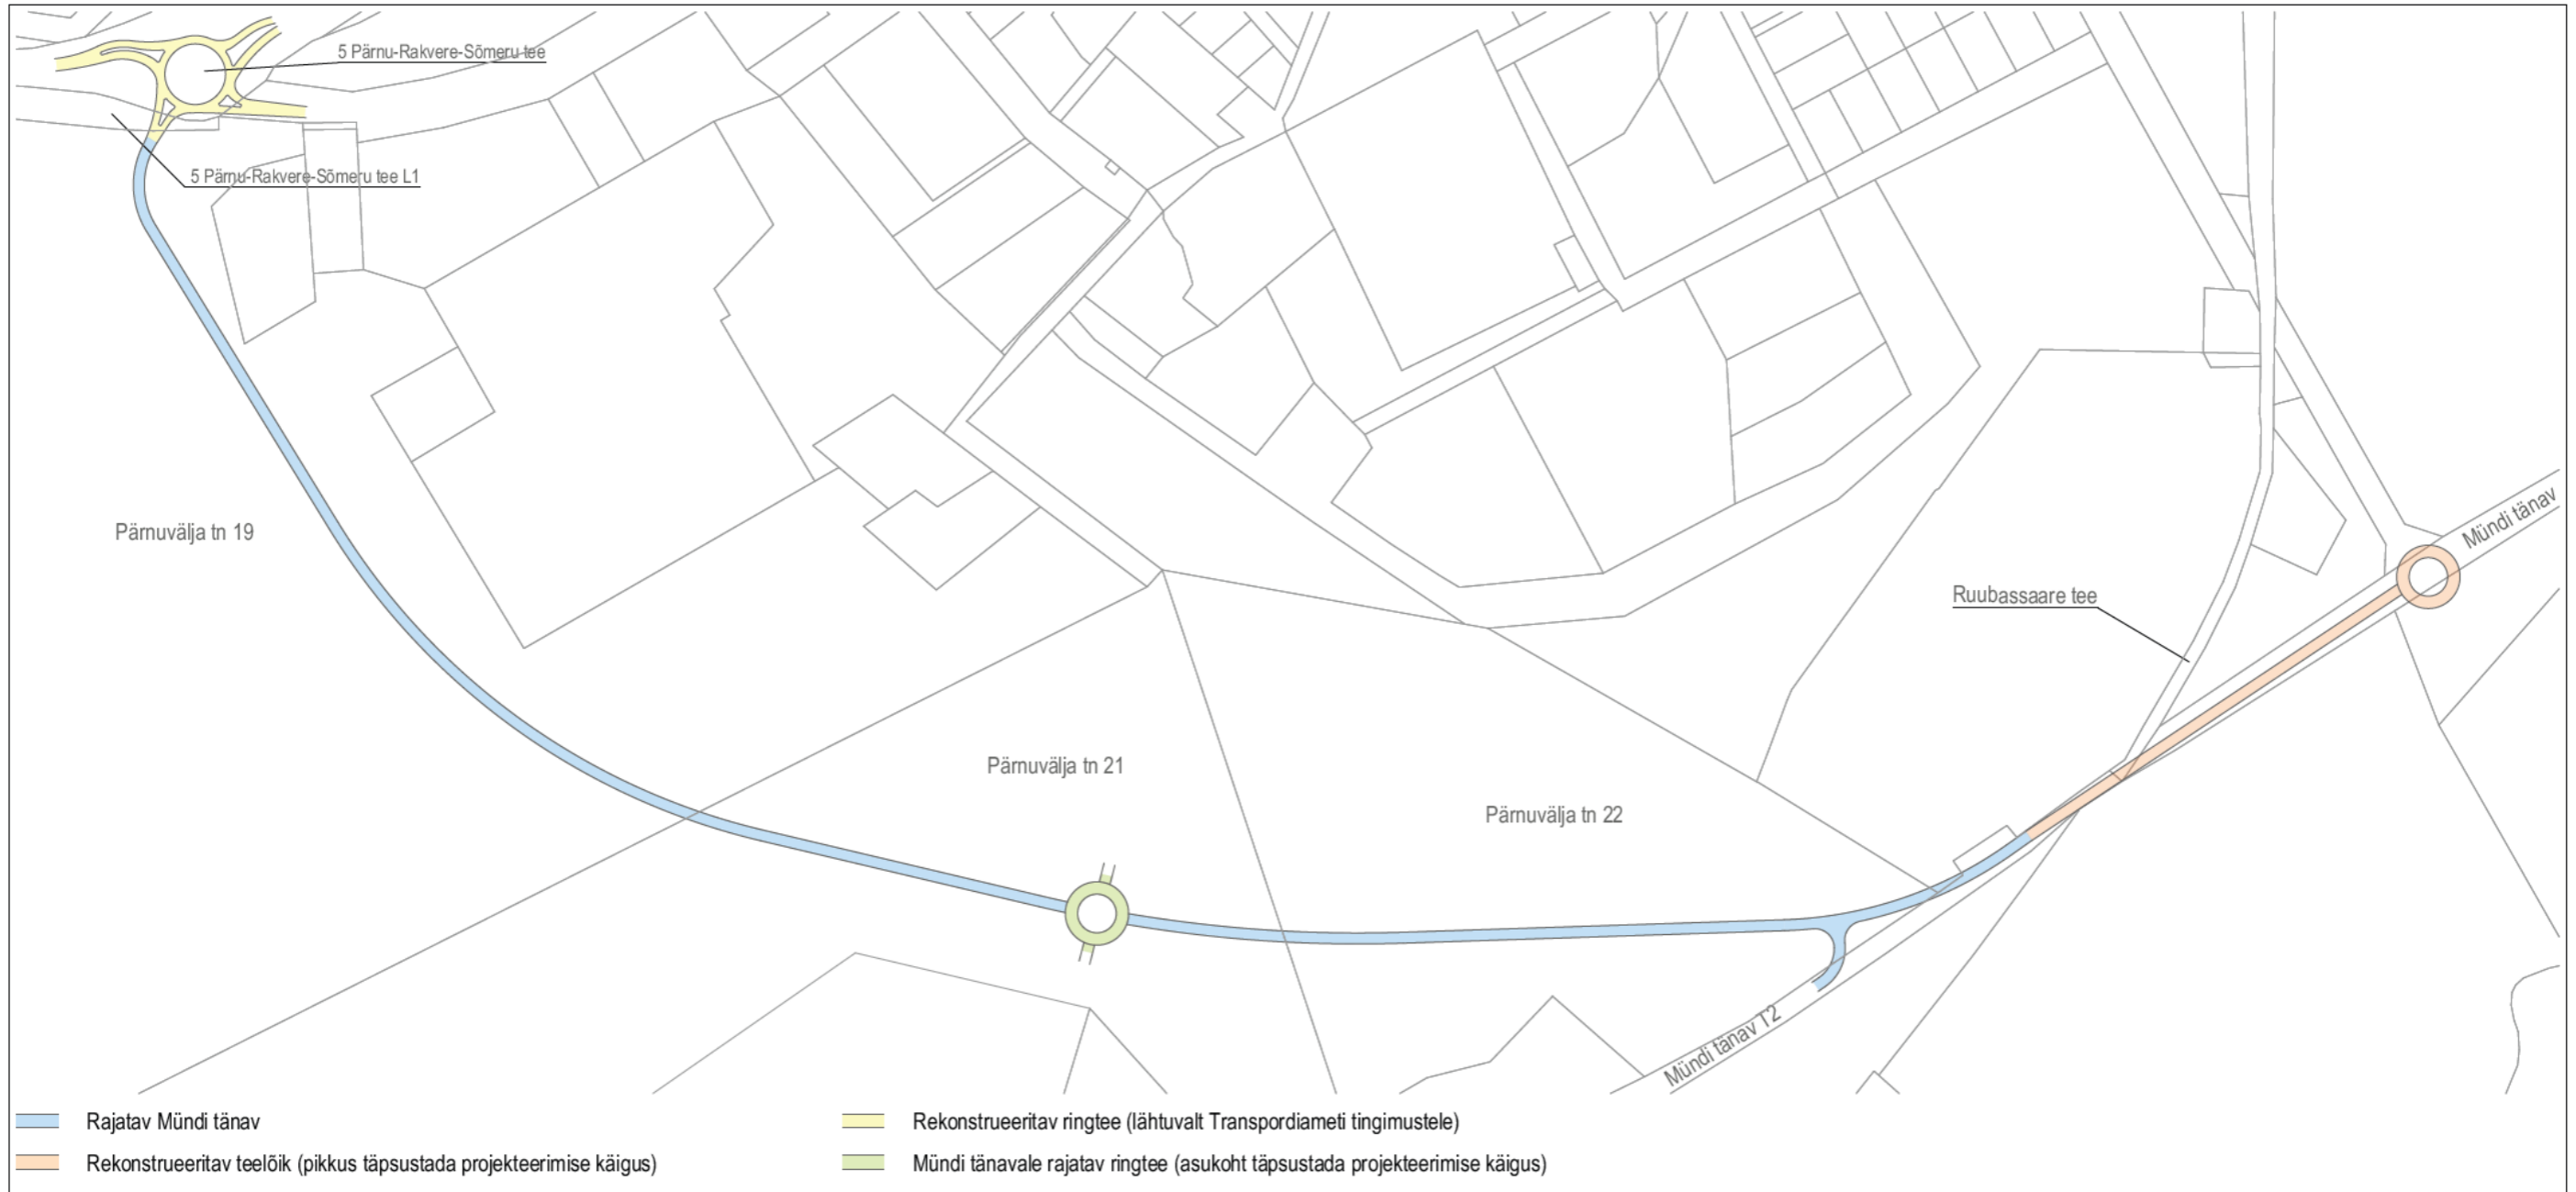 5 Pärnu-Rakvere-Sõmeru tee
5 Pärnu-Rakvere-Sõmeru tee L1
Pärnuvälja tn 19
Mündi tänav
Ruubassaare tee
Pärnuvälja tn 21
Pärnuvälja tn 22
Mündi tänav T2
Rajatav Mündi tänav
Rekonstrueeritav ringtee (lähtuvalt Transpordiameti tingimustele)
Rekonstrueeritav teelõik (pikkus täpsustada projekteerimise käigus)
Mündi tänavale rajatav ringtee (asukoht täpsustada projekteerimise käigus)